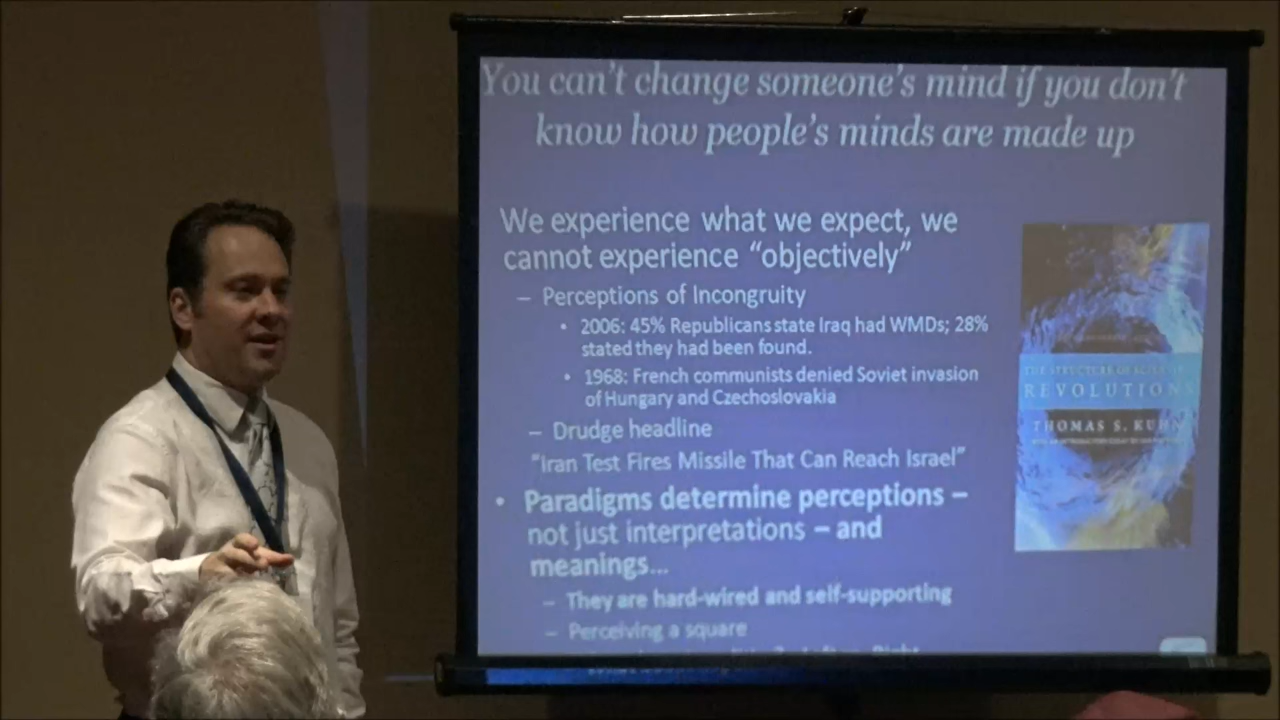 You can't change someone's mind if you don't
know how people's minds are made up
We experience what we expect, we
cannot experience "objectively"
– Perceptions of Incongruity
• 2006: 45% Republicans state Iraq had WMDs; 28%
stated they had been found.
• 1968: French communists denied Soviet invasion
of Hungary and Czechoslovakia
– Drudge headline
"Iran Test Fires Missile That Can Reach Israel"
• Paradigms determine perceptions –
not just interpretations – and
meanings...
– They are hard-wired and self-supporting
– Perceiving a square
THE STRUCTURE OF
REVOLUTIONS
THOMAS S. KUHN